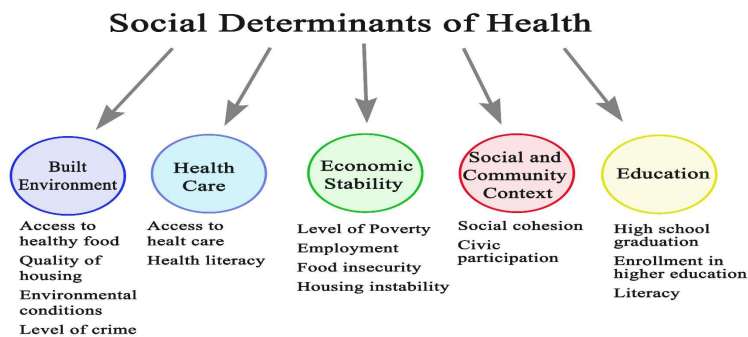 Social Determinants of Health
Built
Environment
Access to
healthy food
Quality of
housing
Environmental
conditions
Level of crime
Health
Care
Access to
healt care
Health literacy
Economic
Stability
Level of Poverty
Employment
Food insecurity
Housing instability
Social and
Community
Context
Social cohesion
Civic
participation
Education
High school
graduation
Enrollment in
higher education
Literacy